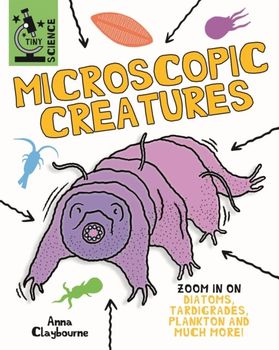 TINY
SCIENCE
MICROSCOPIC
CREATURES
ZOOM IN ON
DIATOMS,
TARDIGRADES,
PLANKTON AND
MUCH MORE!
Anna
Claybourne